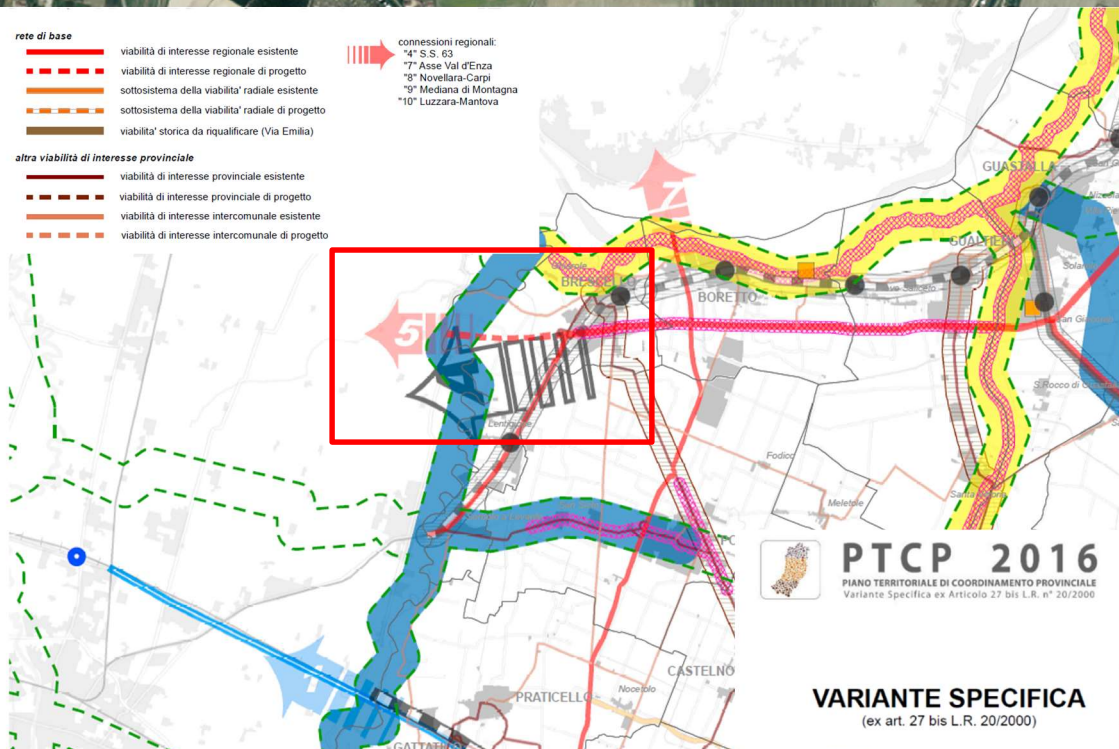 rete di base
viabilità di interesse regionale esistente
viabilità di interesse regionale di progetto
sottosistema della viabilita' radiale esistente
sottosistema della viabilita' radiale di progetto
viabilita' storica da riqualificare (Via Emilia)
altra viabilità di interesse provinciale
viabilità di interesse provinciale esistente
viabilità di interesse provinciale di progetto
viabilità di interesse intercomunale esistente
viabilità di interesse intercomunale di progetto
connessioni regionali:
"4" S.S. 63
"7" Asse Val d'Enza
"8" Novellara-Carpi
"9" Mediana di Montagna
"10" Luzzara-Mantova
GUASTALLA
7
GUALTIERI
BORETTO
5
Lentigione
Fodico
Meletole
Santa Vittoria
S.Rocco di
1
CASTELNO
PRATICELLO
Nocetolo
PTCP 2016
PIANO TERRITORIALE DI COORDINAMENTO PROVINCIALE
Variante Specifica ex Articolo 27 bis L.R. n° 20/2000
VARIANTE SPECIFICA
(ex art. 27 bis L.R. 20/2000)